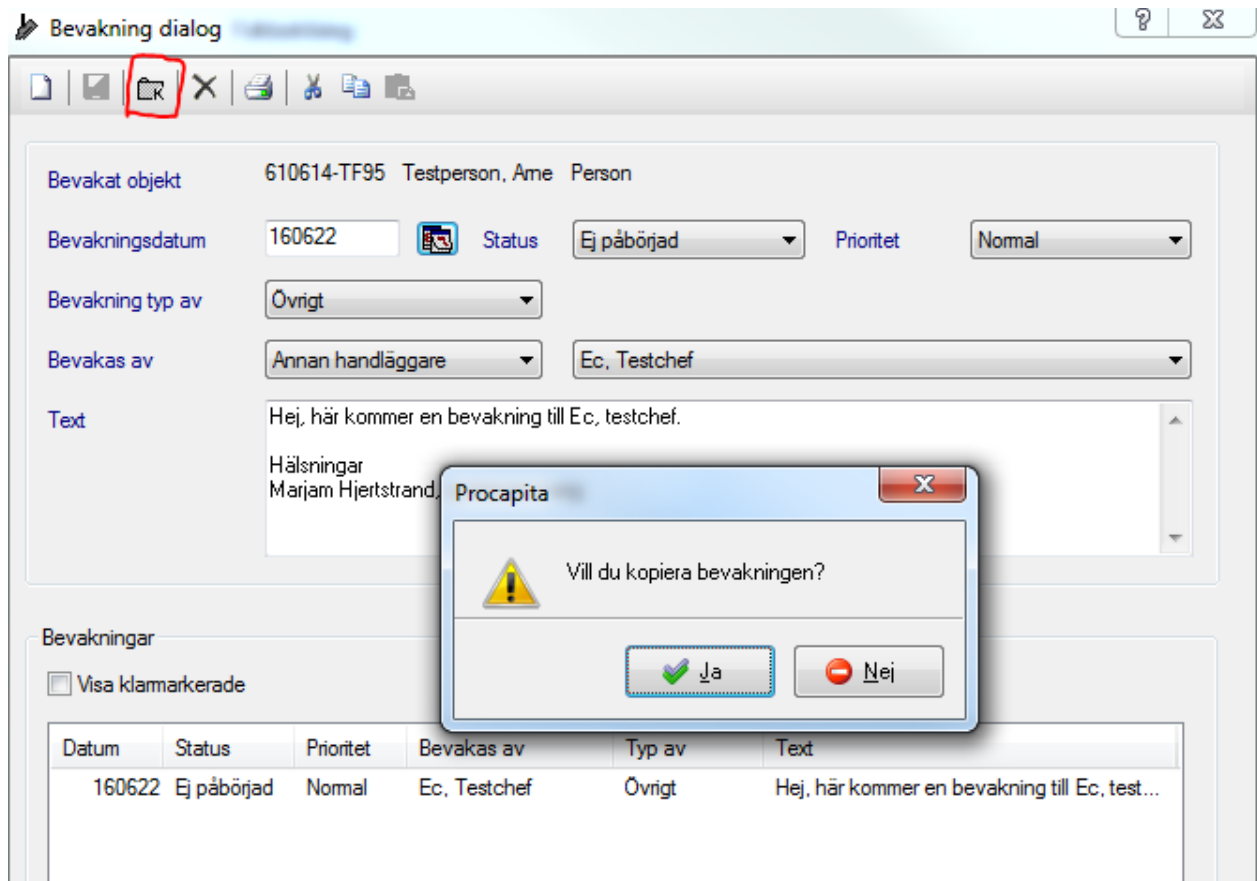 Bevakning dialog
K
Bevakat objekt 610614-TF95 Testperson, Arne Person
Bevakningsdatum 160622 Status Ej påbörjad Prioritet Normal
Bevakning typ av Övrigt
Bevakas av Annan handläggare Ec, Testchef
Text Hej, här kommer en bevakning till Ec, testchef.
Hälsningar
Marjam Hjertstrand,
Procapita
Vill du kopiera bevakningen?
Ja Nej
Bevakningar
Visa klarmarkerade
Datum Status Prioritet Bevakas av Typ av Text
160622 Ej påbörjad Normal Ec, Testchef Övrigt Hej, här kommer en bevakning till Ec, test...